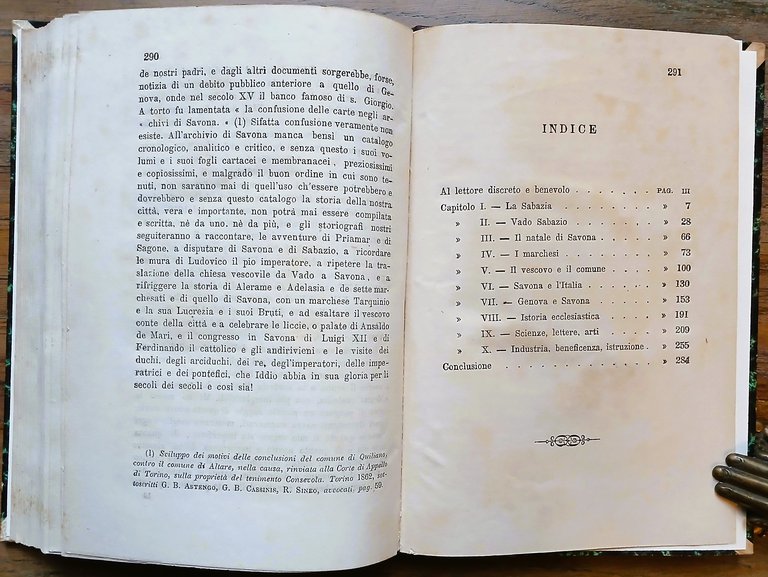 290
de nostri padri, e dagli altri documenti sorgerebbe, forse,
notizia di un debito pubblico anteriore a quello di Ge-
nova, onde nel secolo XV il banco famoso di s. Giorgio.
A torto fu lamentata « la confusione delle carte negli ar-
« chivi di Savona. » (1) Sifatta confusione veramente non
esiste. All'archivio di Savona manca bensì un catalogo
cronologico, analitico e critico, e senza questo i suoi vo-
lumi e i suoi fogli cartacei e membranacei, preziosissimi
e copiosissimi, e malgrado il buon ordine in cui sono te-
nuti, non saranno mai di quell'uso ch'essere potrebbero e
dovrebbero e senza questo catalogo la storia della nostra
città, vera e importante, non potrà mai essere compilata
e scritta, nè da uno, nè da più, e gli storiografi nostri
seguiteranno a raccontare, le avventure di Priamar e di
Sagone, a disputare di Savona e di Sabazio, a ricordare
le mura di Ludovico il pio imperatore, a ripetere la tra-
slazione della chiesa vescovile da Vado a Savona, e a
rifriggere la storia di Alerame e Adelasia e de sette mar-
chesati e di quello di Savona, con un marchese Tarquinio
e la sua Lucrezia e i suoi Bruti, e ad esaltare il vescovo
conte della città e a celebrare le liccie, o palato di Ansaldo
de Mari, e il congresso in Savona di Luigi XII e di
Ferdinando il cattolico e gli andirivieni e le visite dei
duchi, degli arciduchi, dei re, degl'imperatori, delle impe-
ratrici e dei pontefici, che Iddio abbia in sua gloria per li
secoli dei secoli e così sia!
(1) Sviluppo dei motivi delle conclusioni del comune di Quiliano,
contro il comune di Altare, nella causa, rinviata alla Corte di Appello
di Torino, sulla proprietà del tenimento Consevola. Torino 1862, sot-
toscritti G. B. ASTENGO, G. B. CASSINIS, R. SINEO, avvocati. pag. 59.
291
INDICE
Al lettore discreto e benevolo . . . . . . . PAG. III
Capitolo I. — La Sabazia . . . . . . . » 7
» II. — Vado Sabazio . . . . . . » 28
» III. — Il natale di Savona . . . . . » 66
» IV. — I marchesi . . . . . . » 73
» V. — Il vescovo e il comune . . . . » 100
» VI. — Savona e l'Italia . . . . . » 130
» VII. — Genova e Savona . . . . . » 153
» VIII. — Istoria ecclesiastica . . . . . » 191
» IX. — Scienze, lettere, arti . . . . . » 209
» X. — Industria, beneficenza, istruzione . » 255
Conclusione . . . . . . . . . . . » 284